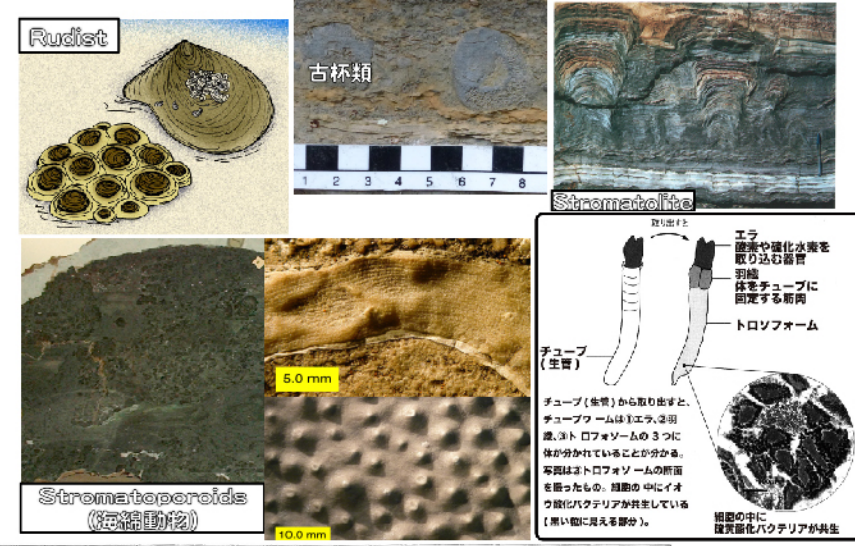 Rudist
古杯類
1 2 3 4 5 6 7 8
Stromatolite
取り出すと
エラ
酸素や硫化水素を
取り込む器官
羽織
体をチューブに
固定する筋肉
トロソフォーム
チューブ
(生管)
チューブ(生管)から取り出すと、
チューブワームは①エラ、②羽
織、③トロフォソームの3つに
体が分かれていることが分かる。
写真は③トロフォソームの断面
を撮ったもの。細胞の中にイオ
ウ酸化バクテリアが共生している
(黒い粒に見える部分)。
細胞の中に
硫黄酸化バクテリアが共生
5.0 mm
10.0 mm
Stromatoporoids
(海綿動物)